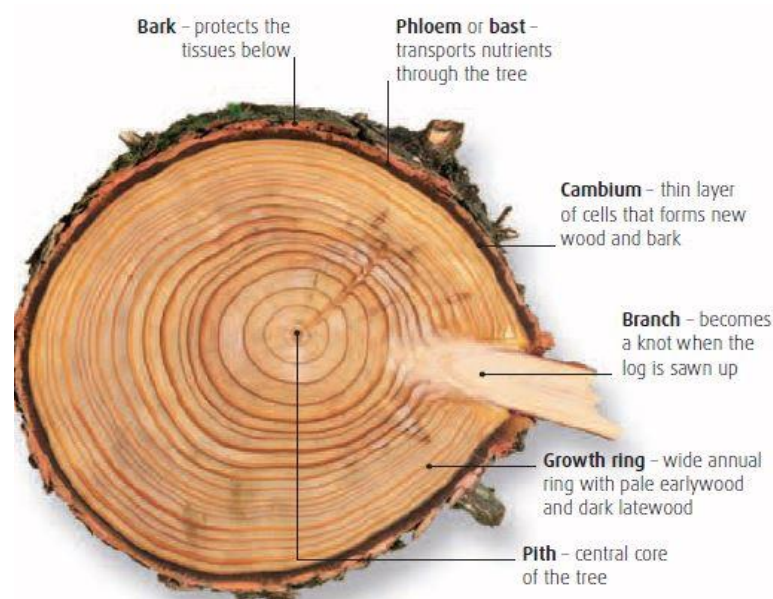 Bark – protects the
tissues below
Phloem or bast –
transports nutrients
through the tree
Cambium – thin layer
of cells that forms new
wood and bark
Branch – becomes
a knot when the
log is sawn up
Growth ring – wide annual
ring with pale earlywood
and dark latewood
Pith – central core
of the tree